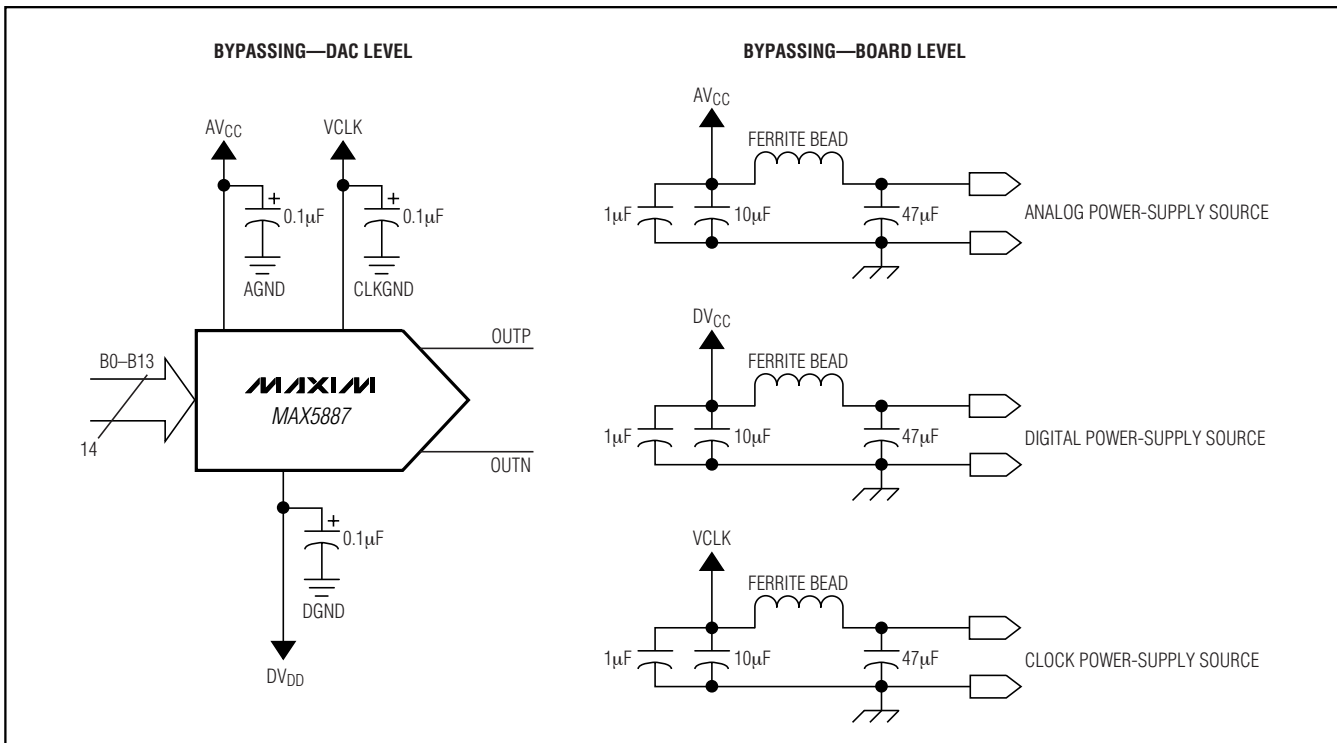 BYPASSING—DAC LEVEL
BYPASSING—BOARD LEVEL
AVCC
VCLK
+
0.1µF
+
0.1µF
AGND
CLKGND
B0–B13
14
MAXIM
MAX5887
OUTP
OUTN
+
0.1µF
DGND
DVDD
AVCC
FERRITE BEAD
1µF
10µF
47µF
ANALOG POWER-SUPPLY SOURCE
DVCC
FERRITE BEAD
1µF
10µF
47µF
DIGITAL POWER-SUPPLY SOURCE
VCLK
FERRITE BEAD
1µF
10µF
47µF
CLOCK POWER-SUPPLY SOURCE